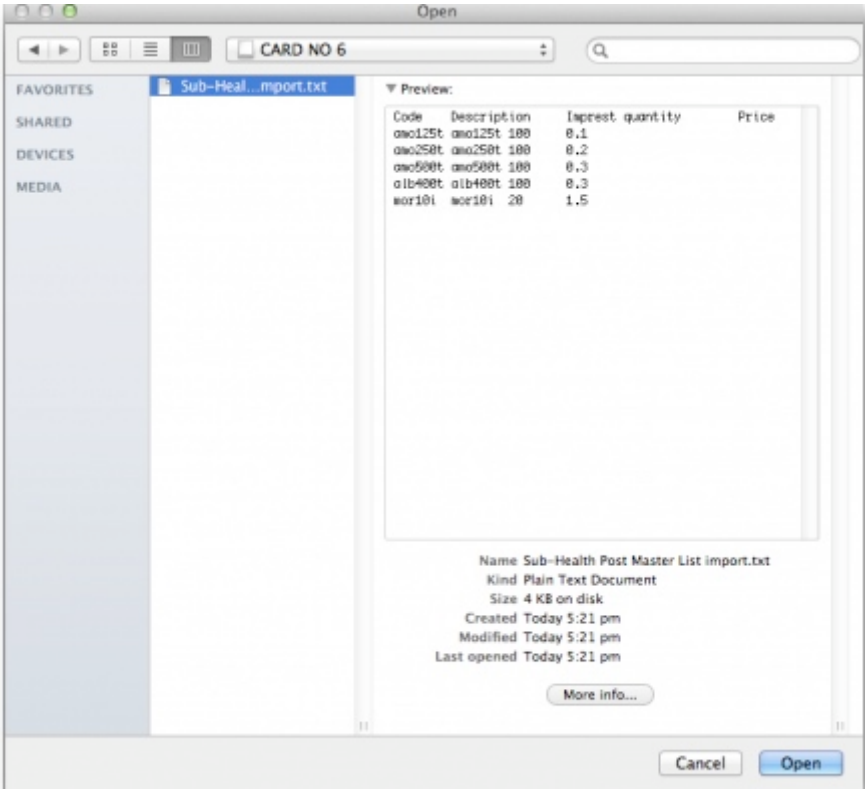 Open
CARD NO 6
FAVORITES
SHARED
DEVICES
MEDIA
Sub-Heal...mport.txt
Preview:
Code Description Imprest quantity Price
amo125t amo125t 100 0.1
amo250t amo250t 100 0.2
amo500t amo500t 100 0.3
alb400t alb400t 100 0.3
mor10i mor10i 20 1.5
Name Sub-Health Post Master List import.txt
Kind Plain Text Document
Size 4 KB on disk
Created Today 5:21 pm
Modified Today 5:21 pm
Last opened Today 5:21 pm
More info...
Cancel Open